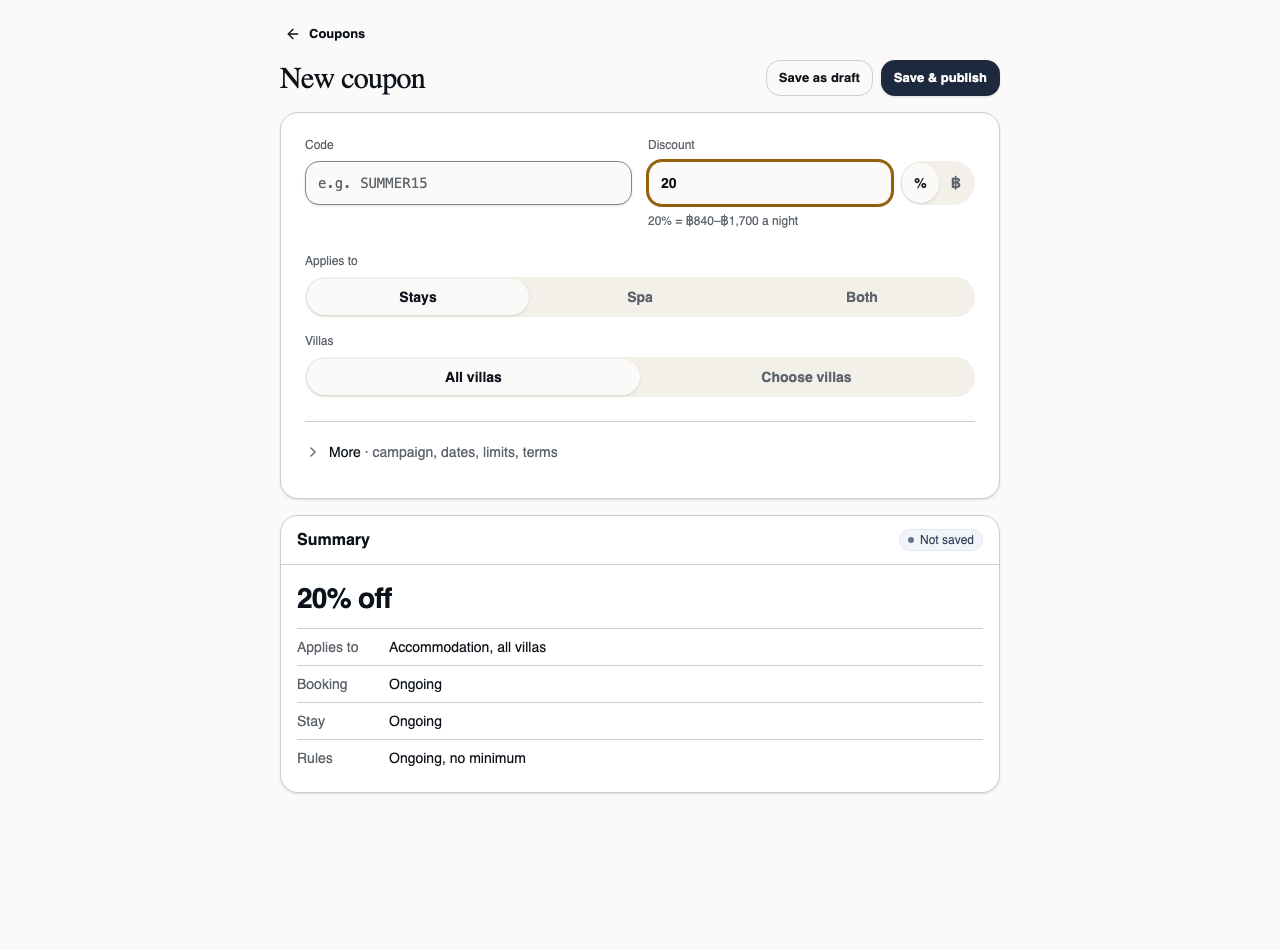 Coupons
New coupon
Save as draft
Save & publish
Code
Discount
e.g. SUMMER15
20
%
฿
20% = ฿840–฿1,700 a night
Applies to
Stays
Spa
Both
Villas
All villas
Choose villas
More · campaign, dates, limits, terms
Summary
Not saved
20% off
Applies to Accommodation, all villas
Booking Ongoing
Stay Ongoing
Rules Ongoing, no minimum